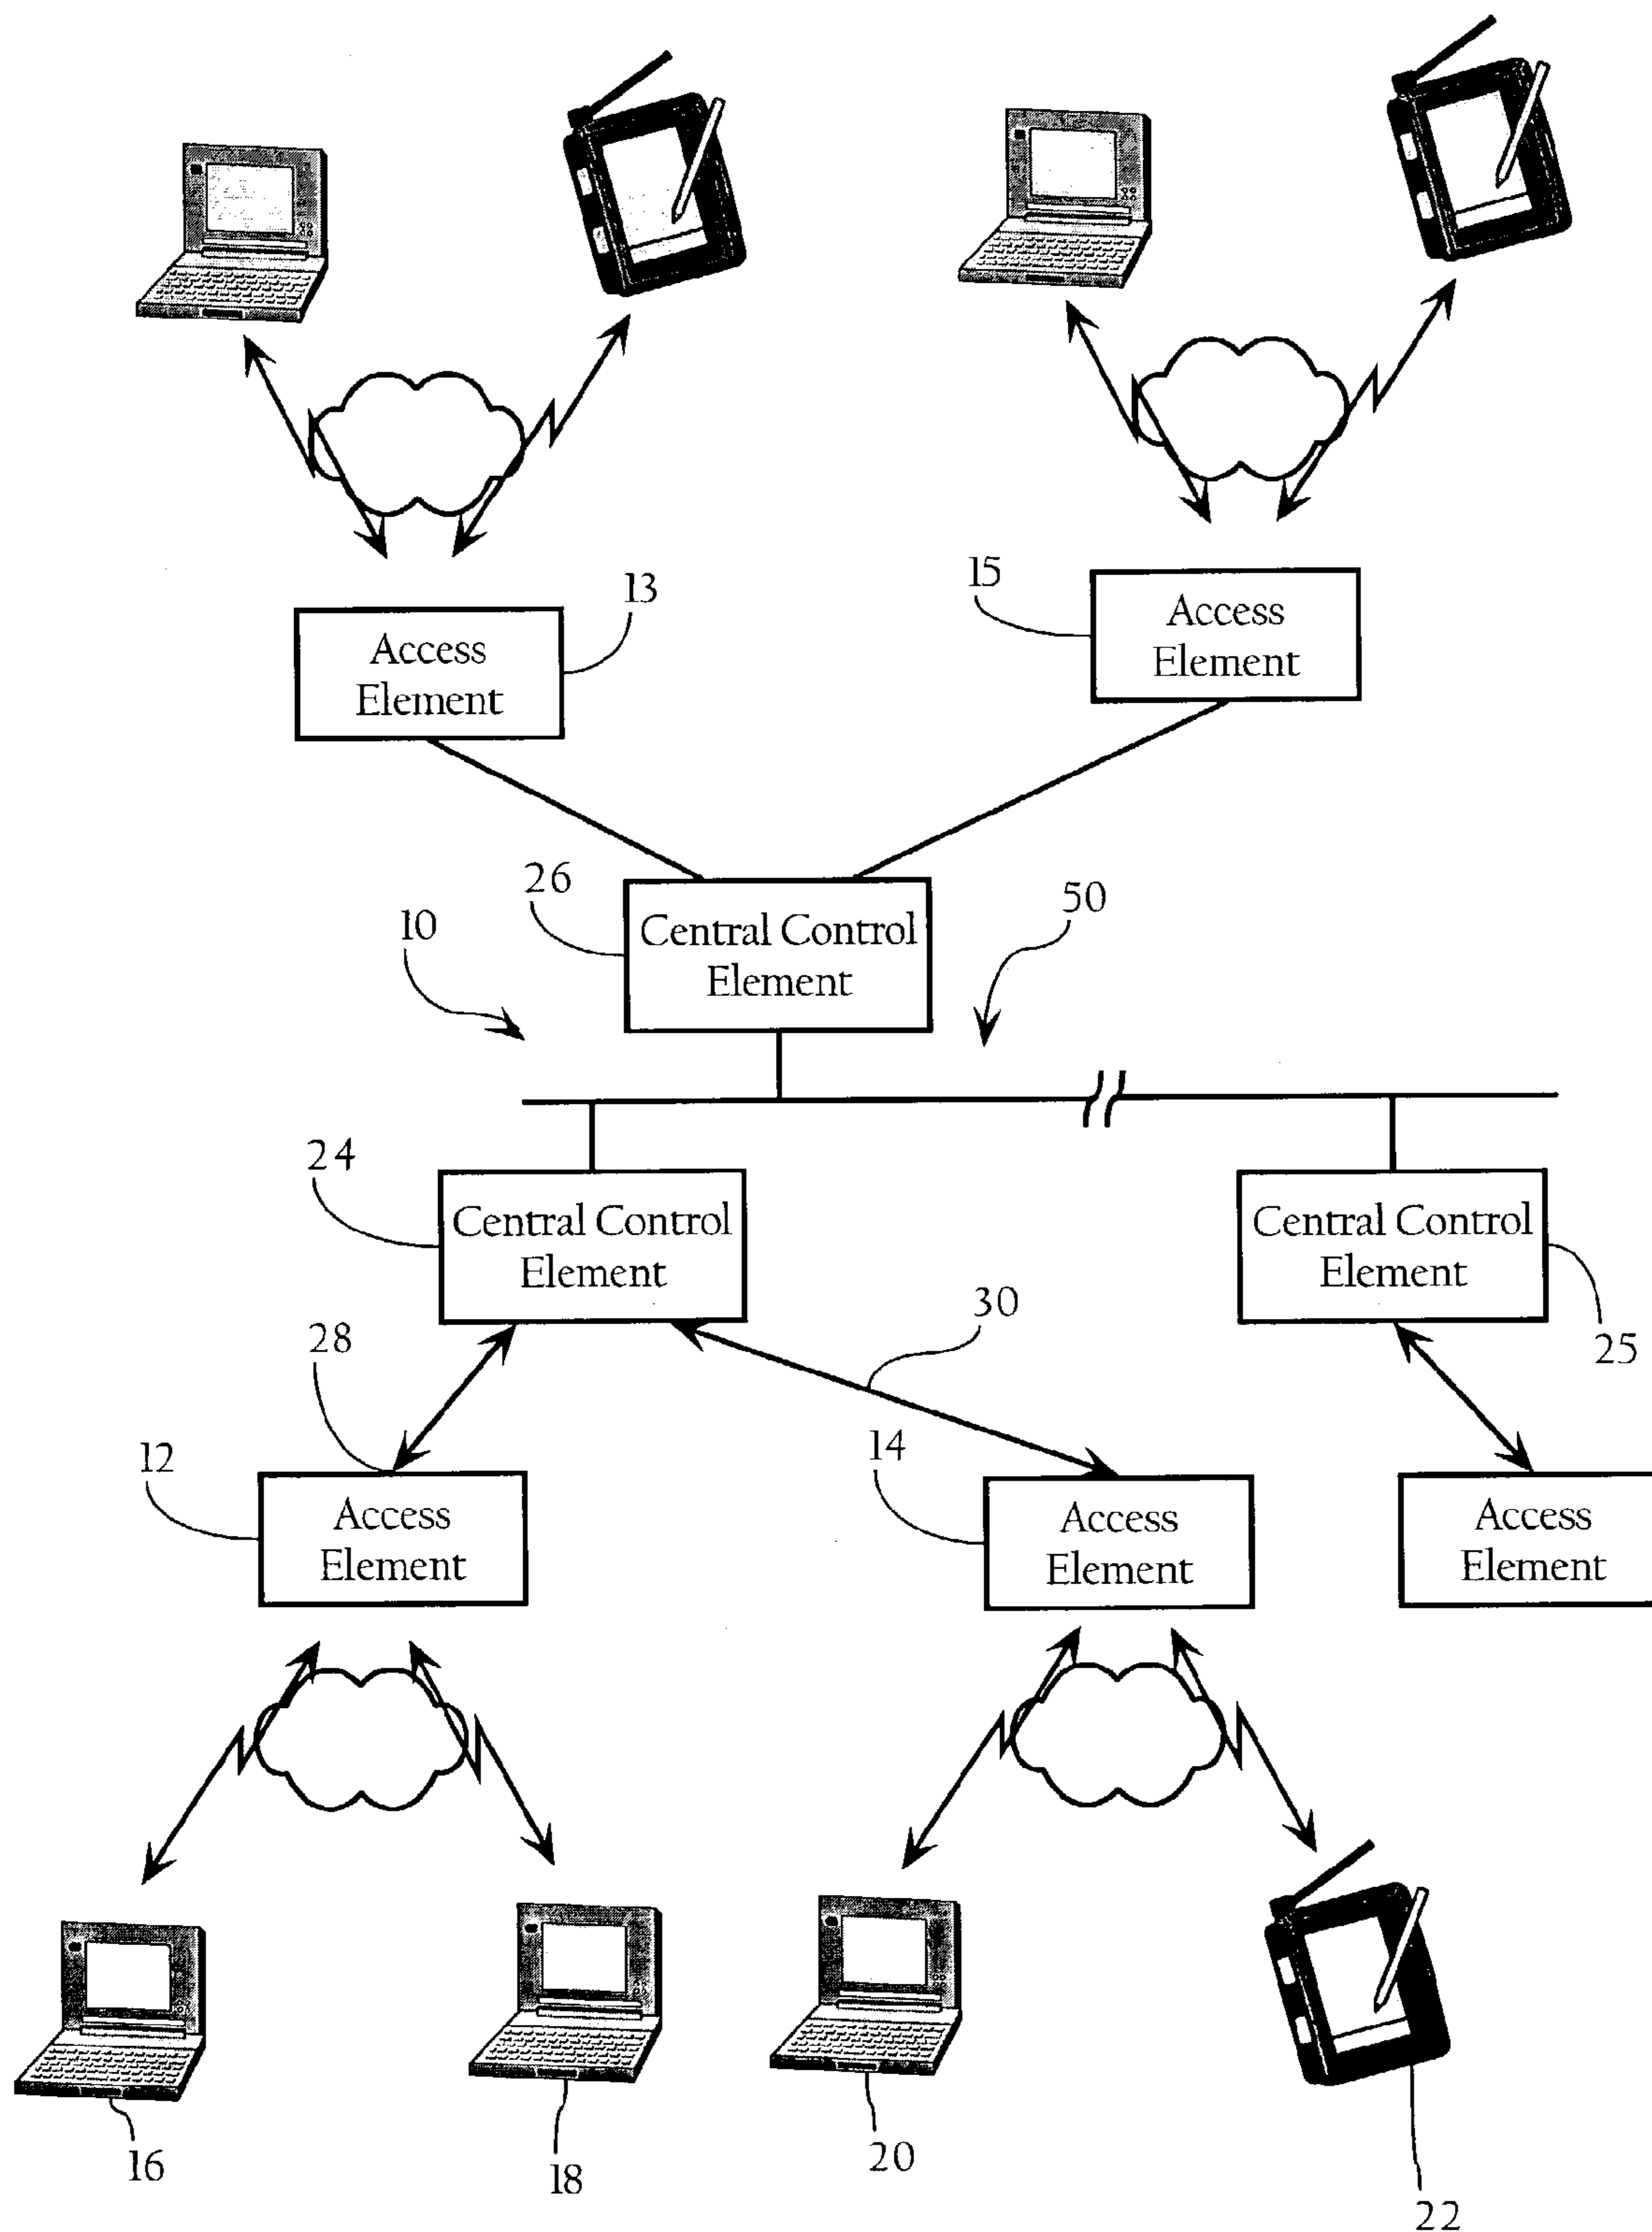 13
15
Access
Element
Access
Element
26
50
10
Central Control
Element
24
Central Control
Element
Central Control
Element
30
25
28
12
14
Access
Element
Access
Element
Access
Element
16
18
20
22